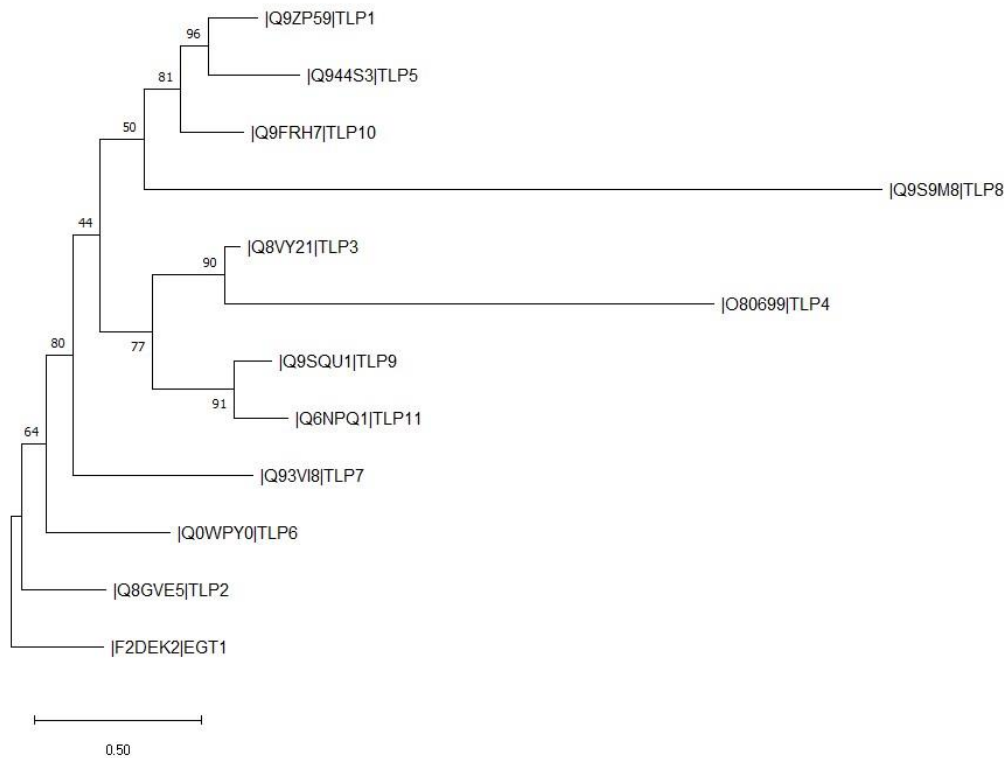 |Q9ZP59|TLP1
96
|Q944S3|TLP5
81
|Q9FRH7|TLP10
50
|Q9S9M8|TLP8
44
|Q8VY21|TLP3
90
|O80699|TLP4
77
|Q9SQU1|TLP9
80
91
|Q6NPQ1|TLP11
64
|Q93VI8|TLP7
|Q0WPY0|TLP6
|Q8GVE5|TLP2
|F2DEK2|EGT1
0.50